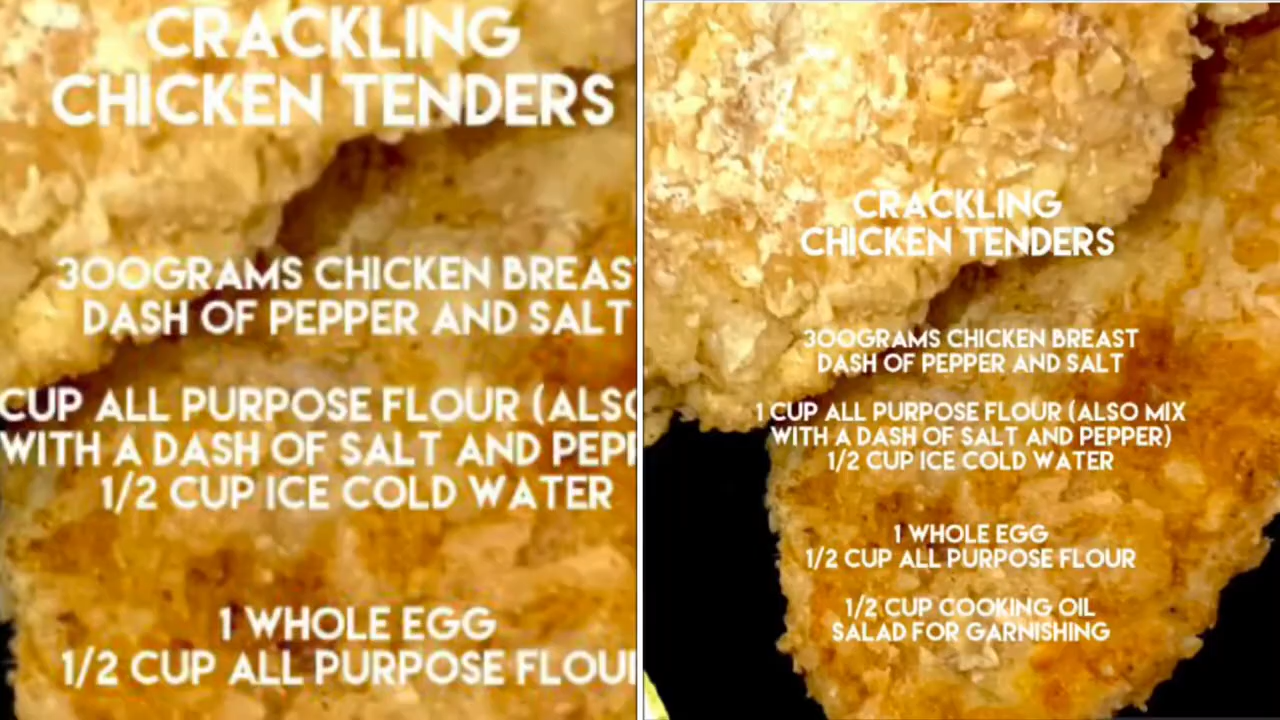 CRACKLING
CHICKEN TENDERS
300GRAMS CHICKEN BREAS
DASH OF PEPPER AND SALT
CUP ALL PURPOSE FLOUR (ALSO
WITH A DASH OF SALT AND PEPP
1/2 CUP ICE COLD WATER
1 WHOLE EGG
1/2 CUP ALL PURPOSE FLOUR
CRACKLING
CHICKEN TENDERS
300GRAMS CHICKEN BREAST
DASH OF PEPPER AND SALT
1 CUP ALL PURPOSE FLOUR (ALSO MIX
WITH A DASH OF SALT AND PEPPER)
1/2 CUP ICE COLD WATER
1 WHOLE EGG
1/2 CUP ALL PURPOSE FLOUR
1/2 CUP COOKING OIL
SALAD FOR GARNISHING